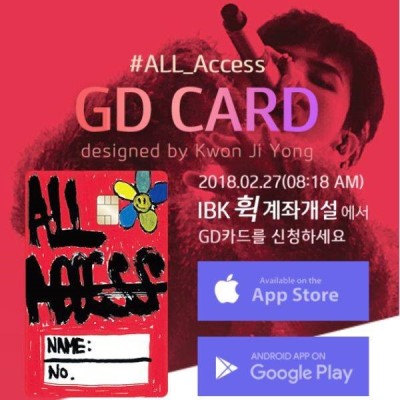 #ALL_Access
GD CARD
designed by Kwon Ji Yong
2018.02.27(08:18 AM)
IBK 휙 계좌개설 에서
GD카드를 신청하세요
ALL
ACCESS
NAME:
NO.
Available on the
App Store
ANDROID APP ON
Google Play